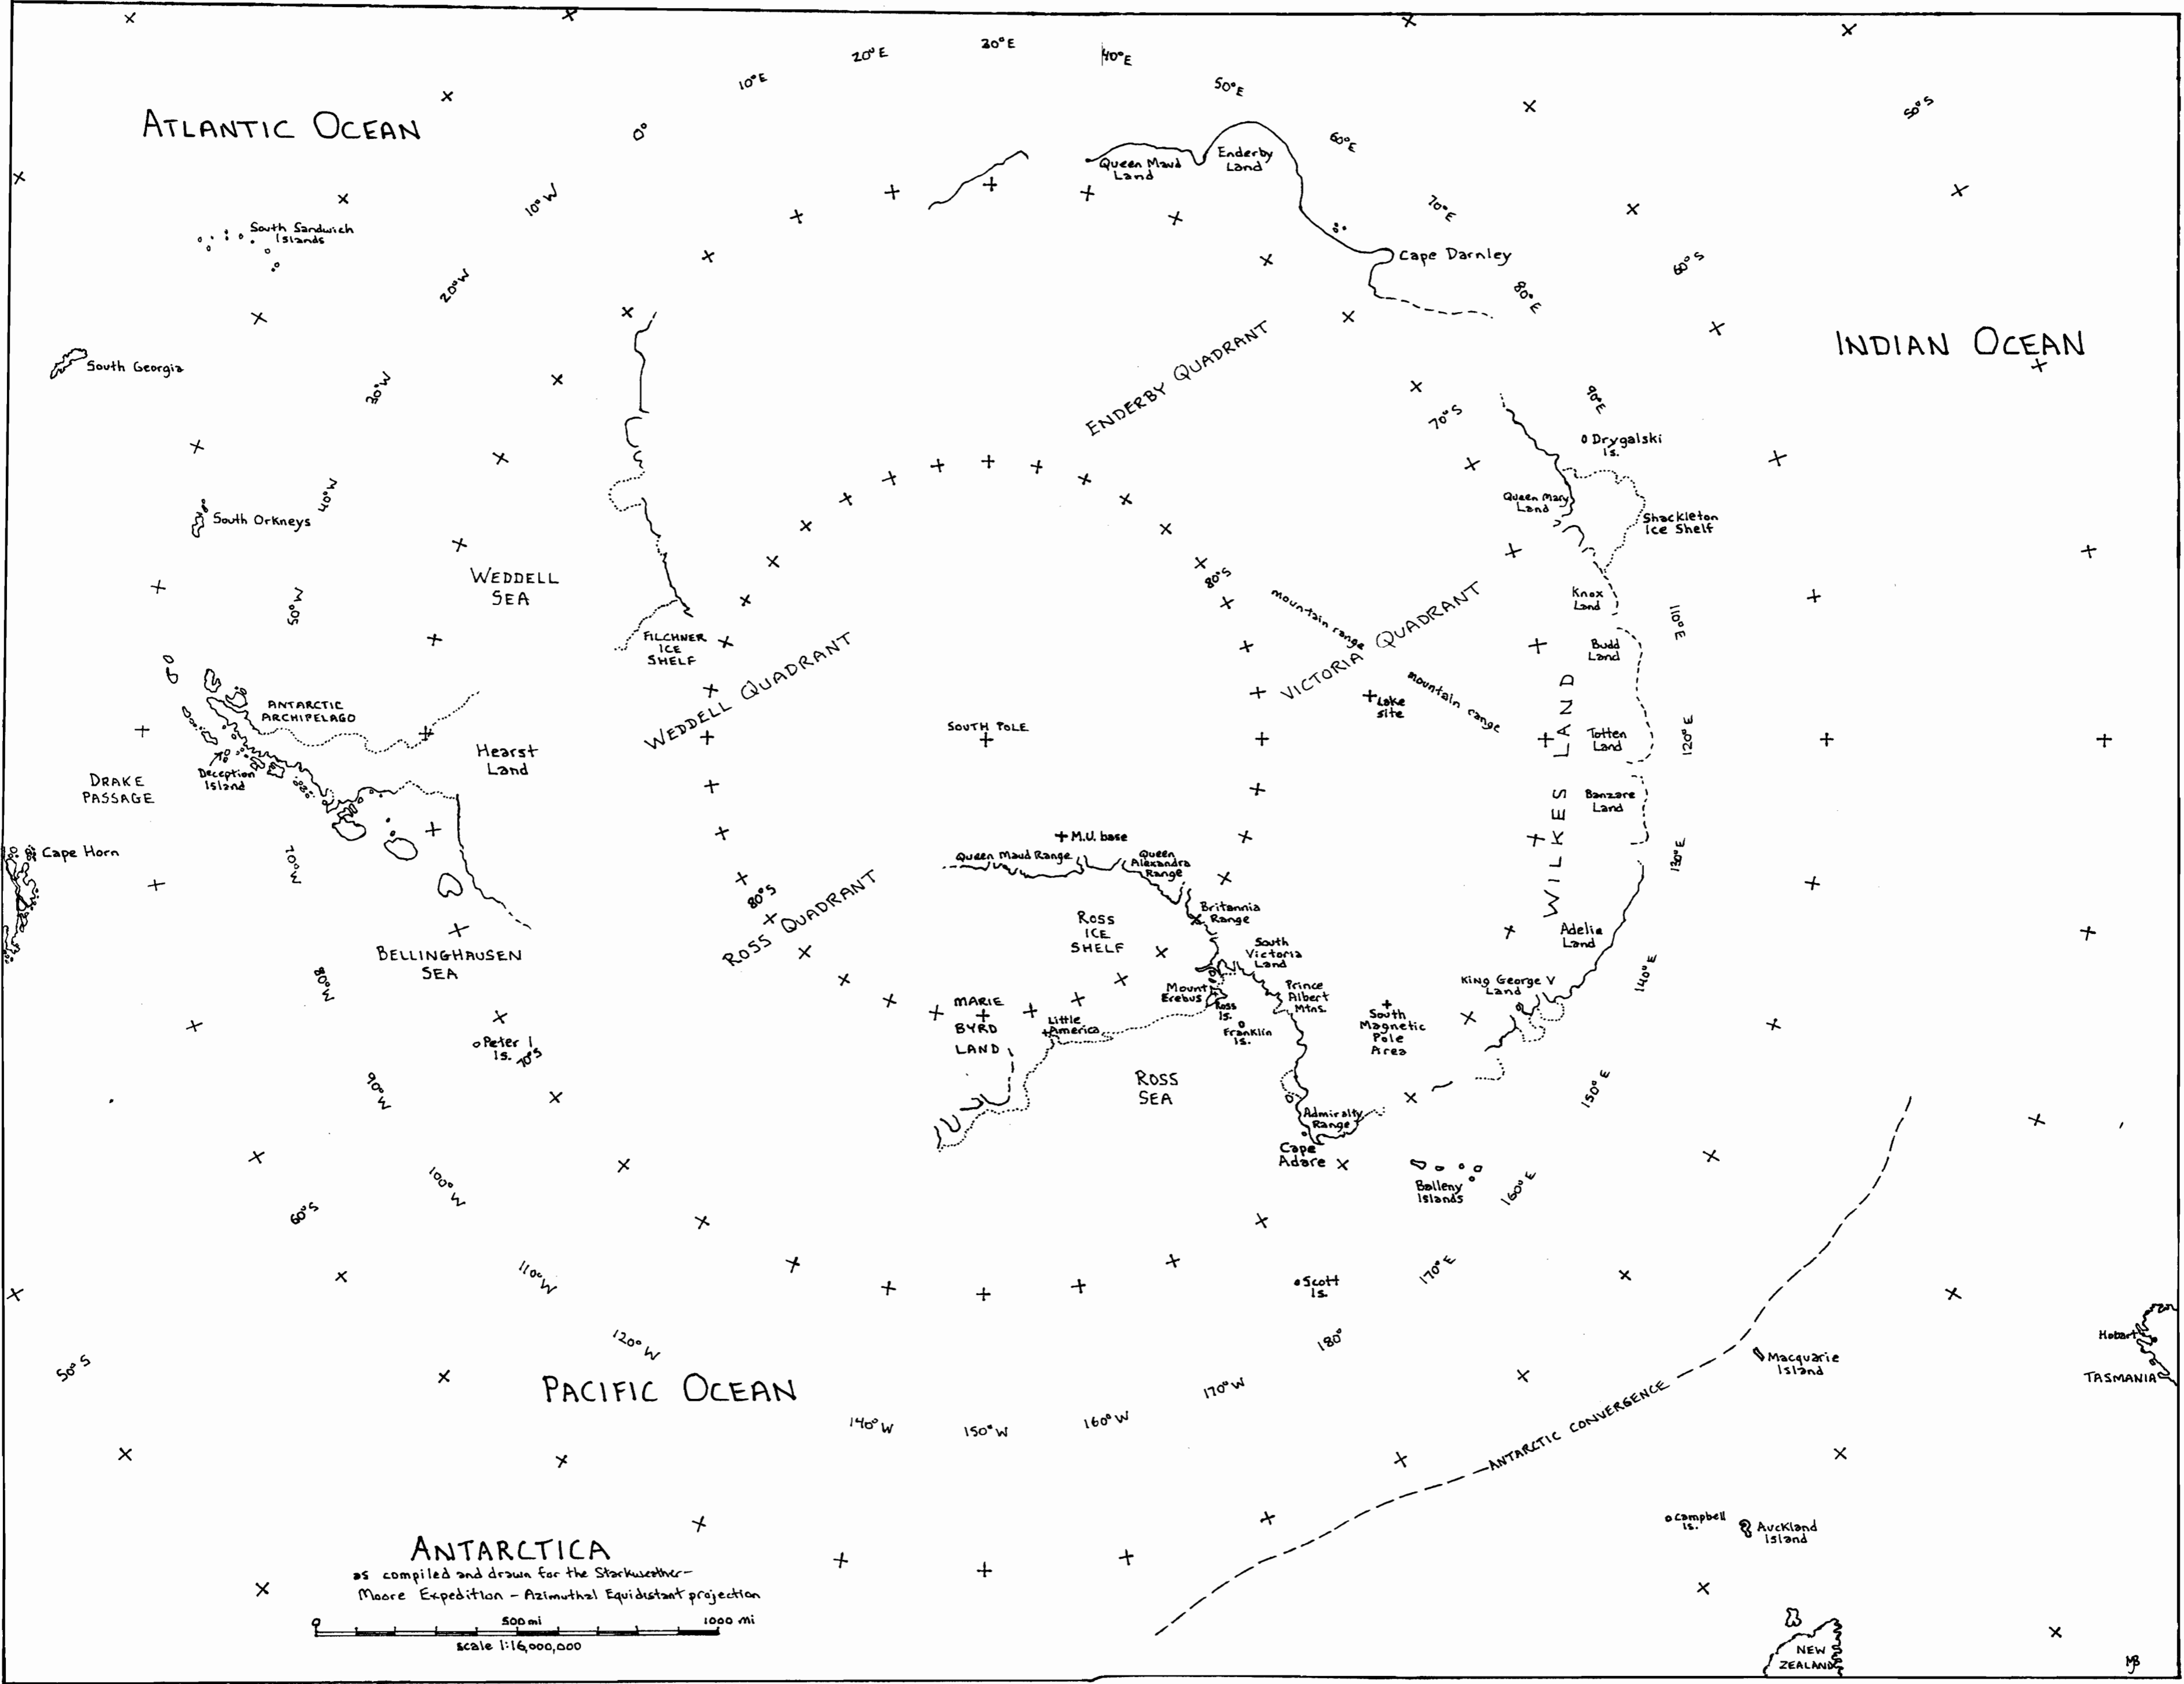 20°E
30°E
40°E
10°E
50°E
50°S
ATLANTIC OCEAN
0°
60°E
Queen Maud
Land
Enderby
Land
10°W
70°E
South Sandwich
Islands
Cape Darnley
60°S
20°W
80°E
INDIAN OCEAN
South Georgia
ENDERBY QUADRANT
30°W
90°E
70°S
Drygalski
Is.
40°W
Queen Mary
Land
South Orkneys
Shackleton
Ice Shelf
WEDDELL
SEA
80°S
50°W
mountain range
Knox
Land
110°E
FILCHNER
ICE
SHELF
WEDDELL QUADRANT
VICTORIA QUADRANT
Budd
Land
mountain range
Lake
site
ANTARCTIC
ARCHIPELAGO
SOUTH POLE
WILKES LAND
Totten
Land
120°E
Hearst
Land
Deception
Island
DRAKE
PASSAGE
Banzare
Land
M.U. base
Cape Horn
70°W
Queen Maud Range
Queen
Alexandra
Range
130°E
80°S
ROSS QUADRANT
Britannia
Range
ROSS
ICE
SHELF
Adelie
Land
South
Victoria
Land
BELLINGHAUSEN
SEA
80°W
King George V
Land
140°E
Mount
Erebus
Ross
Is.
Prince
Albert
Mtns.
MARIE
BYRD
LAND
Little
America
Franklin
Is.
South
Magnetic
Pole
Area
Peter I
Is.
70°S
90°W
ROSS
SEA
150°E
Admiralty
Range
Cape
Adare
100°W
Balleny
Islands
160°E
60°S
110°W
Scott
Is.
170°E
120°W
180°
Hobart
TASMANIA
Macquarie
Island
50°S
PACIFIC OCEAN
170°W
140°W
150°W
160°W
ANTARCTIC CONVERGENCE
Campbell
Is.
Auckland
Island
ANTARCTICA
as compiled and drawn for the Starkweather-
Moore Expedition - Azimuthal Equidistant projection
0 500 mi 1000 mi
scale 1:16,000,000
NEW
ZEALAND
MB